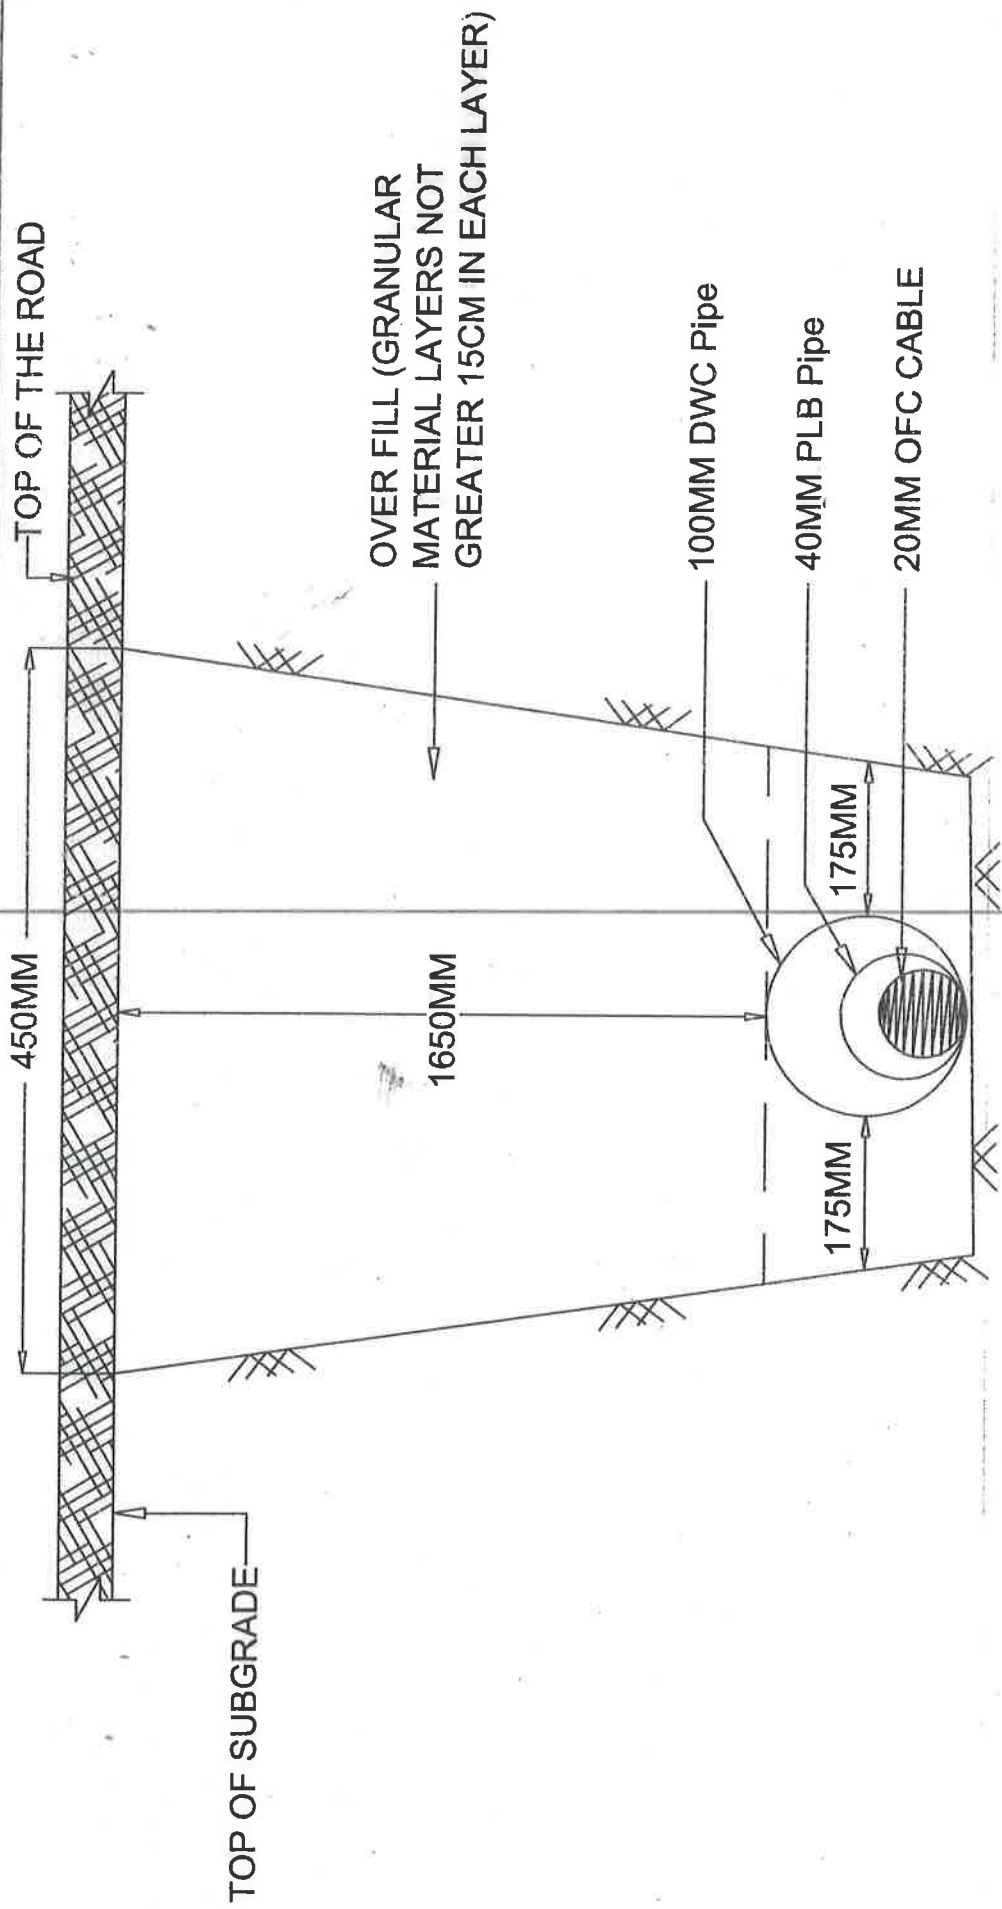 TOP OF THE ROAD
450MM
OVER FILL (GRANULAR
MATERIAL LAYERS NOT
GREATER 15CM IN EACH LAYER)
TOP OF SUBGRADE
1650MM
100MM DWC Pipe
40MM PLB Pipe
20MM OFC CABLE
175MM
175MM